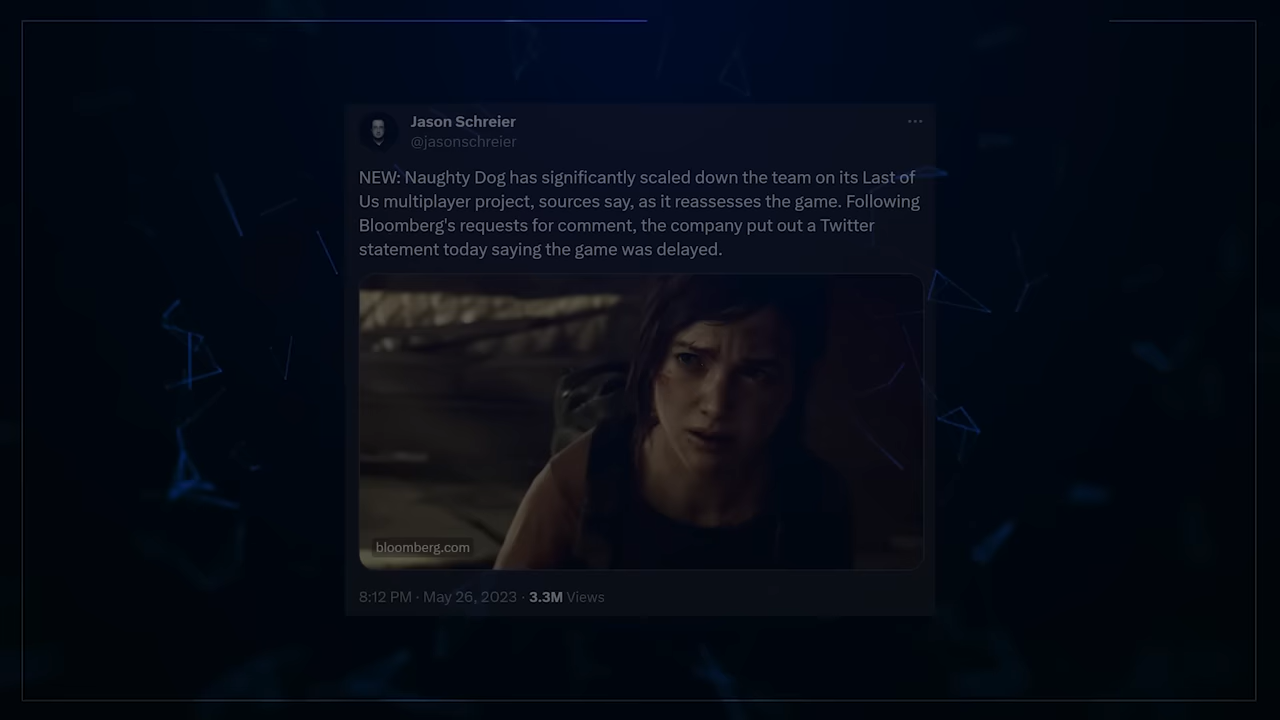 Jason Schreier
@jasonschreier
NEW: Naughty Dog has significantly scaled down the team on its Last of
Us multiplayer project, sources say, as it reassesses the game. Following
Bloomberg's requests for comment, the company put out a Twitter
statement today saying the game was delayed.
bloomberg.com
8:12 PM · May 26, 2023 · 3.3M Views